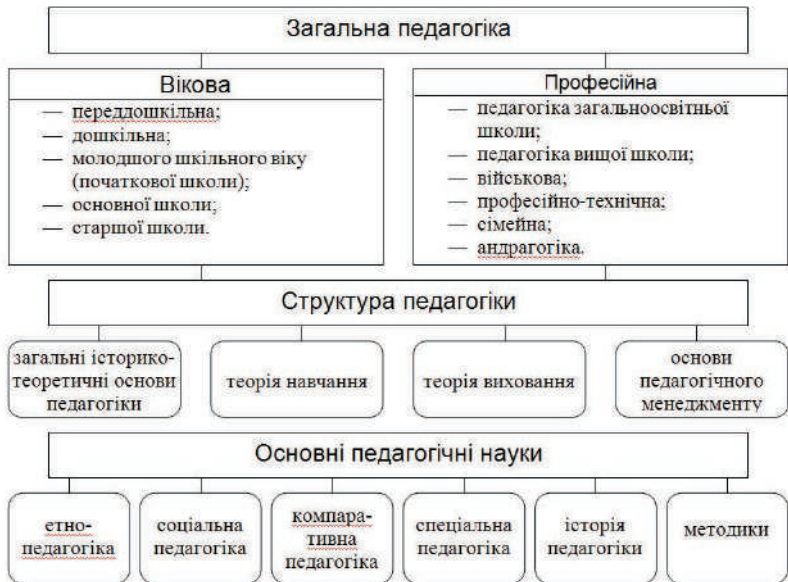 Загальна педагогіка
Вікова
— переддошкільна;
— дошкільна;
— молодшого шкільного віку
(початкової школи);
— основної школи;
— старшої школи.
Професійна
— педагогіка загальноосвітньої
школи;
— педагогіка вищої школи;
— військова;
— професійно-технічна;
— сімейна;
— андрагогіка.
Структура педагогіки
загальні історико-
теоретичні основи
педагогіки
теорія навчання
теорія виховання
основи
педагогічного
менеджменту
Основні педагогічні науки
етно-
педагогіка
соціальна
педагогіка
компара-
тивна
педагогіка
спеціальна
педагогіка
історія
педагогіки
методики